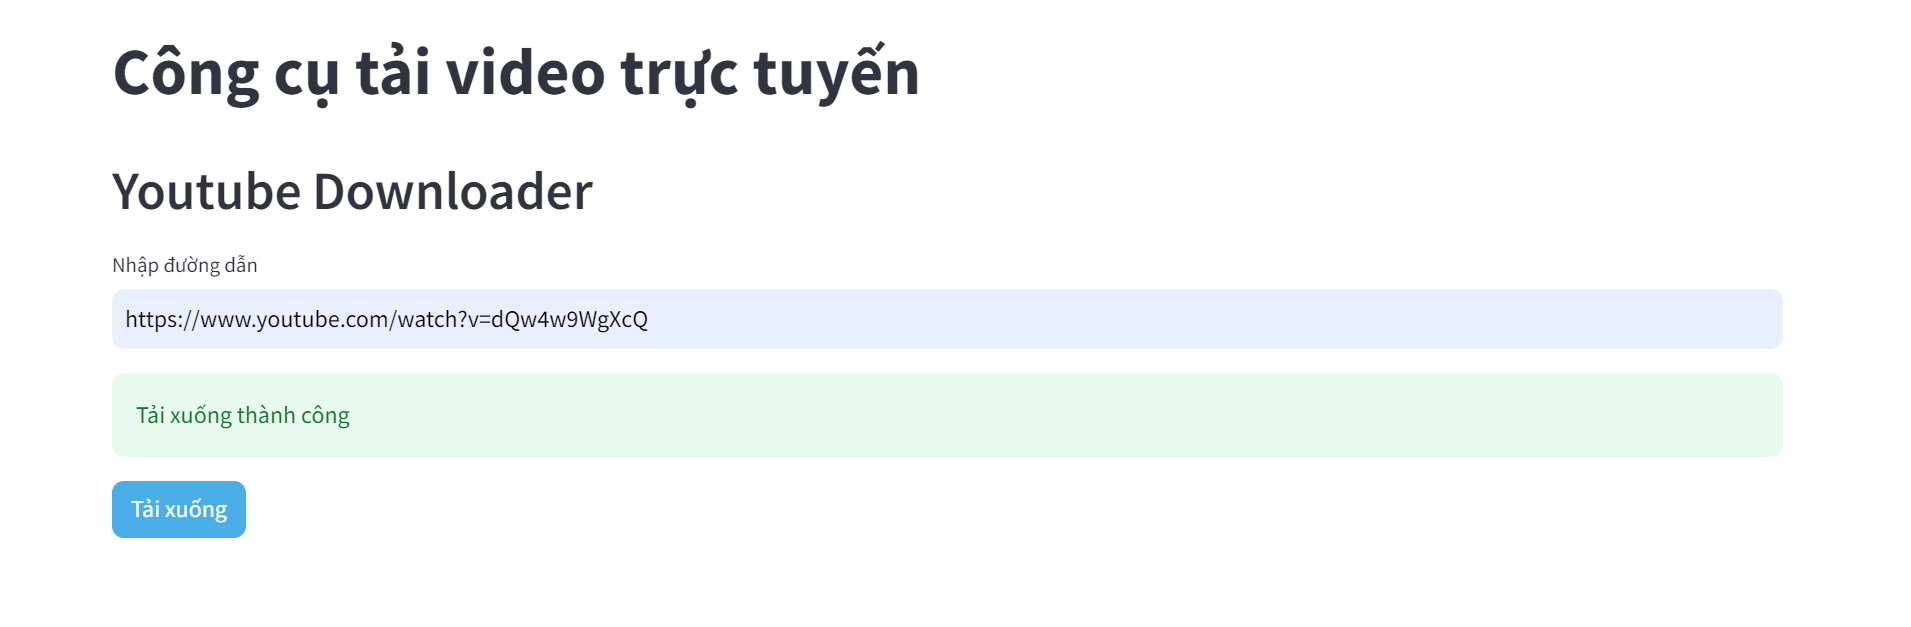 Công cụ tải video trực tuyến
Youtube Downloader
Nhập đường dẫn
https://www.youtube.com/watch?v=dQw4w9WgXcQ
Tải xuống thành công
Tải xuống